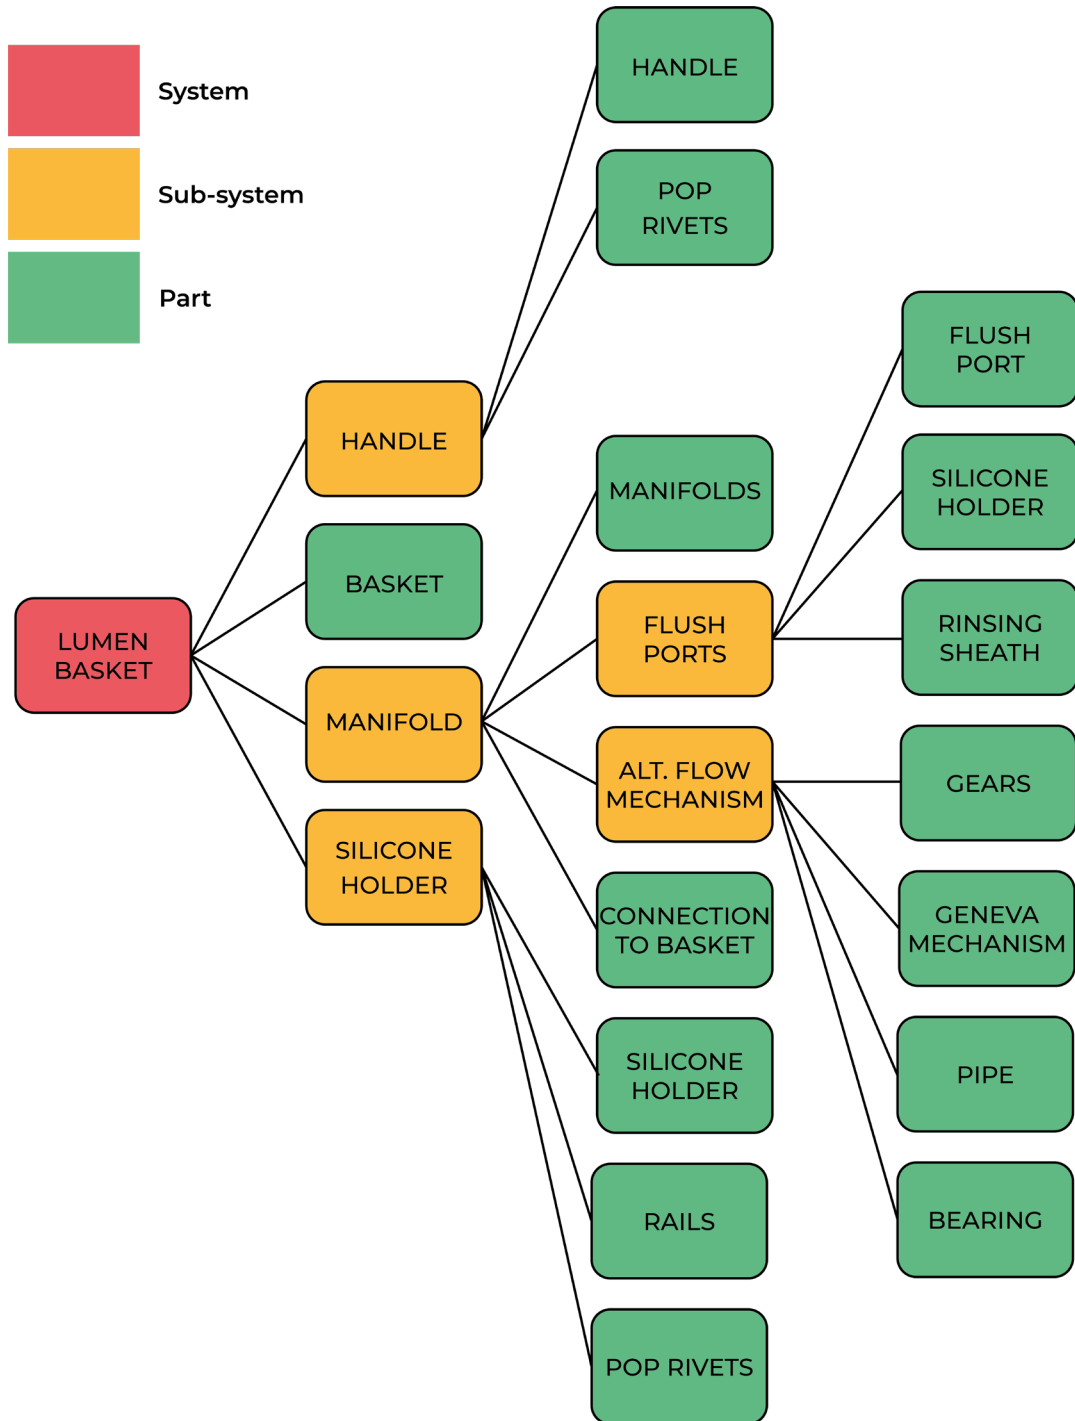 System
Sub-system
Part
HANDLE
POP
RIVETS
FLUSH
PORT
HANDLE
MANIFOLDS
SILICONE
HOLDER
BASKET
LUMEN
BASKET
FLUSH
PORTS
RINSING
SHEATH
MANIFOLD
ALT. FLOW
MECHANISM
GEARS
SILICONE
HOLDER
CONNECTION
TO BASKET
GENEVA
MECHANISM
SILICONE
HOLDER
PIPE
RAILS
BEARING
POP RIVETS